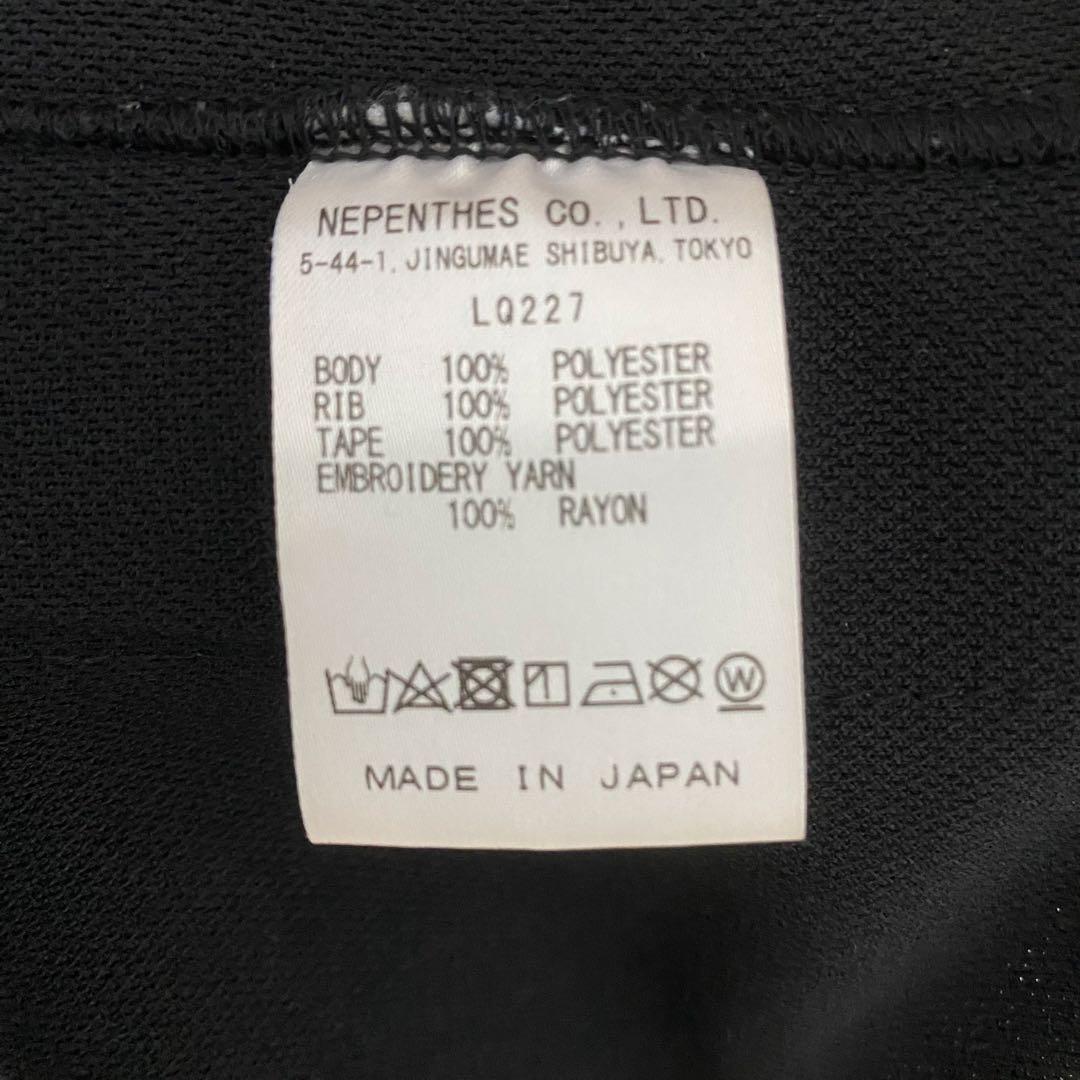 NEPENTHES CO.,LTD.
5-44-1, JINGUMAE SHIBUYA, TOKYO
LQ227
BODY 100% POLYESTER
RIB 100% POLYESTER
TAPE 100% POLYESTER
EMBROIDERY YARN
100% RAYON
W
MADE IN JAPAN